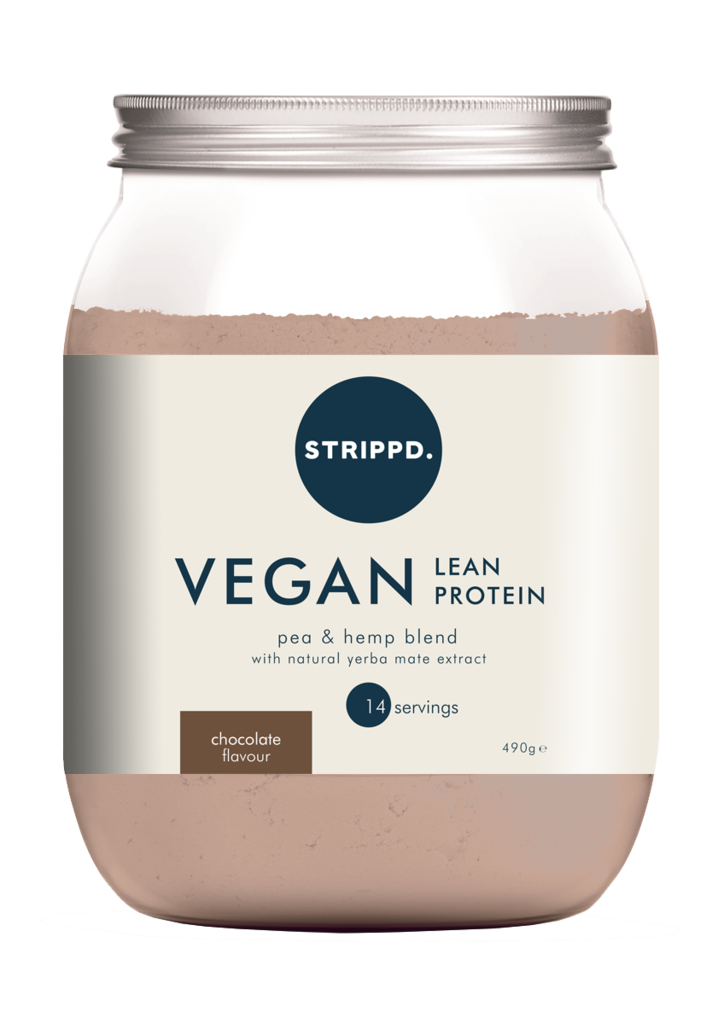 STRIPPD.
VEGAN LEAN
PROTEIN
pea & hemp blend
with natural yerba mate extract
14 servings
chocolate
flavour
490g ℮